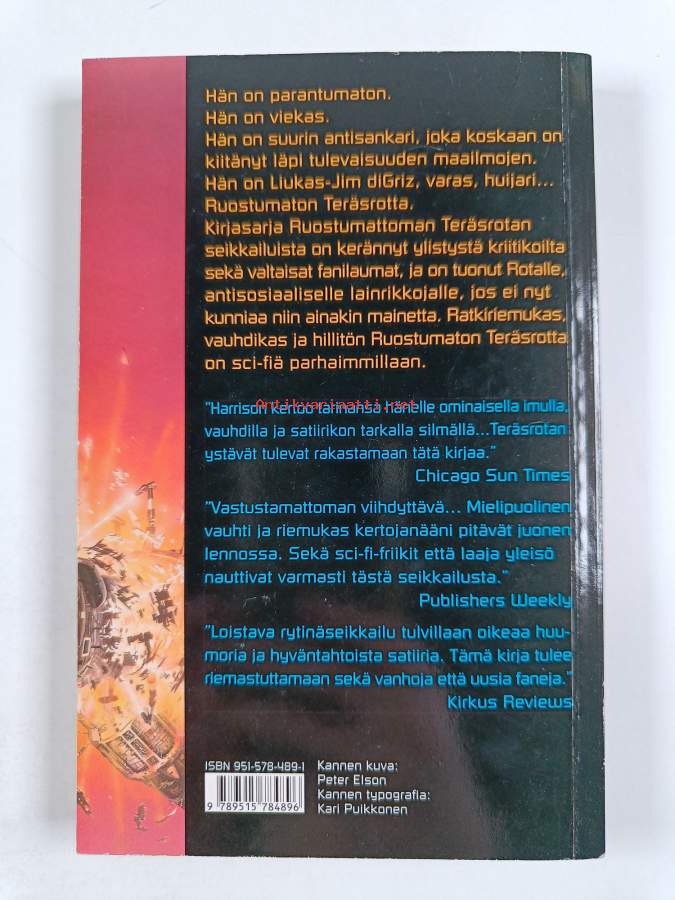 Hän on parantumaton.
Hän on viekas.
Hän on suurin antisankari, joka koskaan on
kiitänyt läpi tulevaisuuden maailmojen.
Hän on Liukas-Jim diGriz, varas, huijari...
Ruostumaton Teräsrotta.
Kirjasarja Ruostumattoman Teräsrotan
seikkailuista on kerännyt ylistystä kriitikoilta
sekä valtaisat fanilaumat, ja on tuonut Rotalle,
antisosiaaliselle lainrikkojalle, jos ei nyt
kunniaa niin ainakin mainetta. Ratkiriemukas,
vauhdikas ja hillitön Ruostumaton Teräsrotta
on sci-fiä parhaimmillaan.
Antikvariaatti.net
"Harrison kertoo tarinansa hänelle ominaisella imulla,
vauhdilla ja satiirikon tarkalla silmällä...Teräsrotan
ystävät tulevat rakastamaan tätä kirjaa."
Chicago Sun Times
"Vastustamattoman viihdyttävä... Mielipuolinen
vauhti ja riemukas kertojanääni pitävät juonen
lennossa. Sekä sci-fi-friikit että laaja yleisö
nauttivat varmasti tästä seikkailusta."
Publishers Weekly
"Loistava rytinäseikkailu tulvillaan oikeaa huu-
moria ja hyväntahtoista satiiria. Tämä kirja tulee
riemastuttamaan sekä vanhoja että uusia faneja."
Kirkus Reviews
ISBN 951-578-489-1
9 789515 784896
Kannen kuva:
Peter Elson
Kannen typografia:
Kari Puikkonen